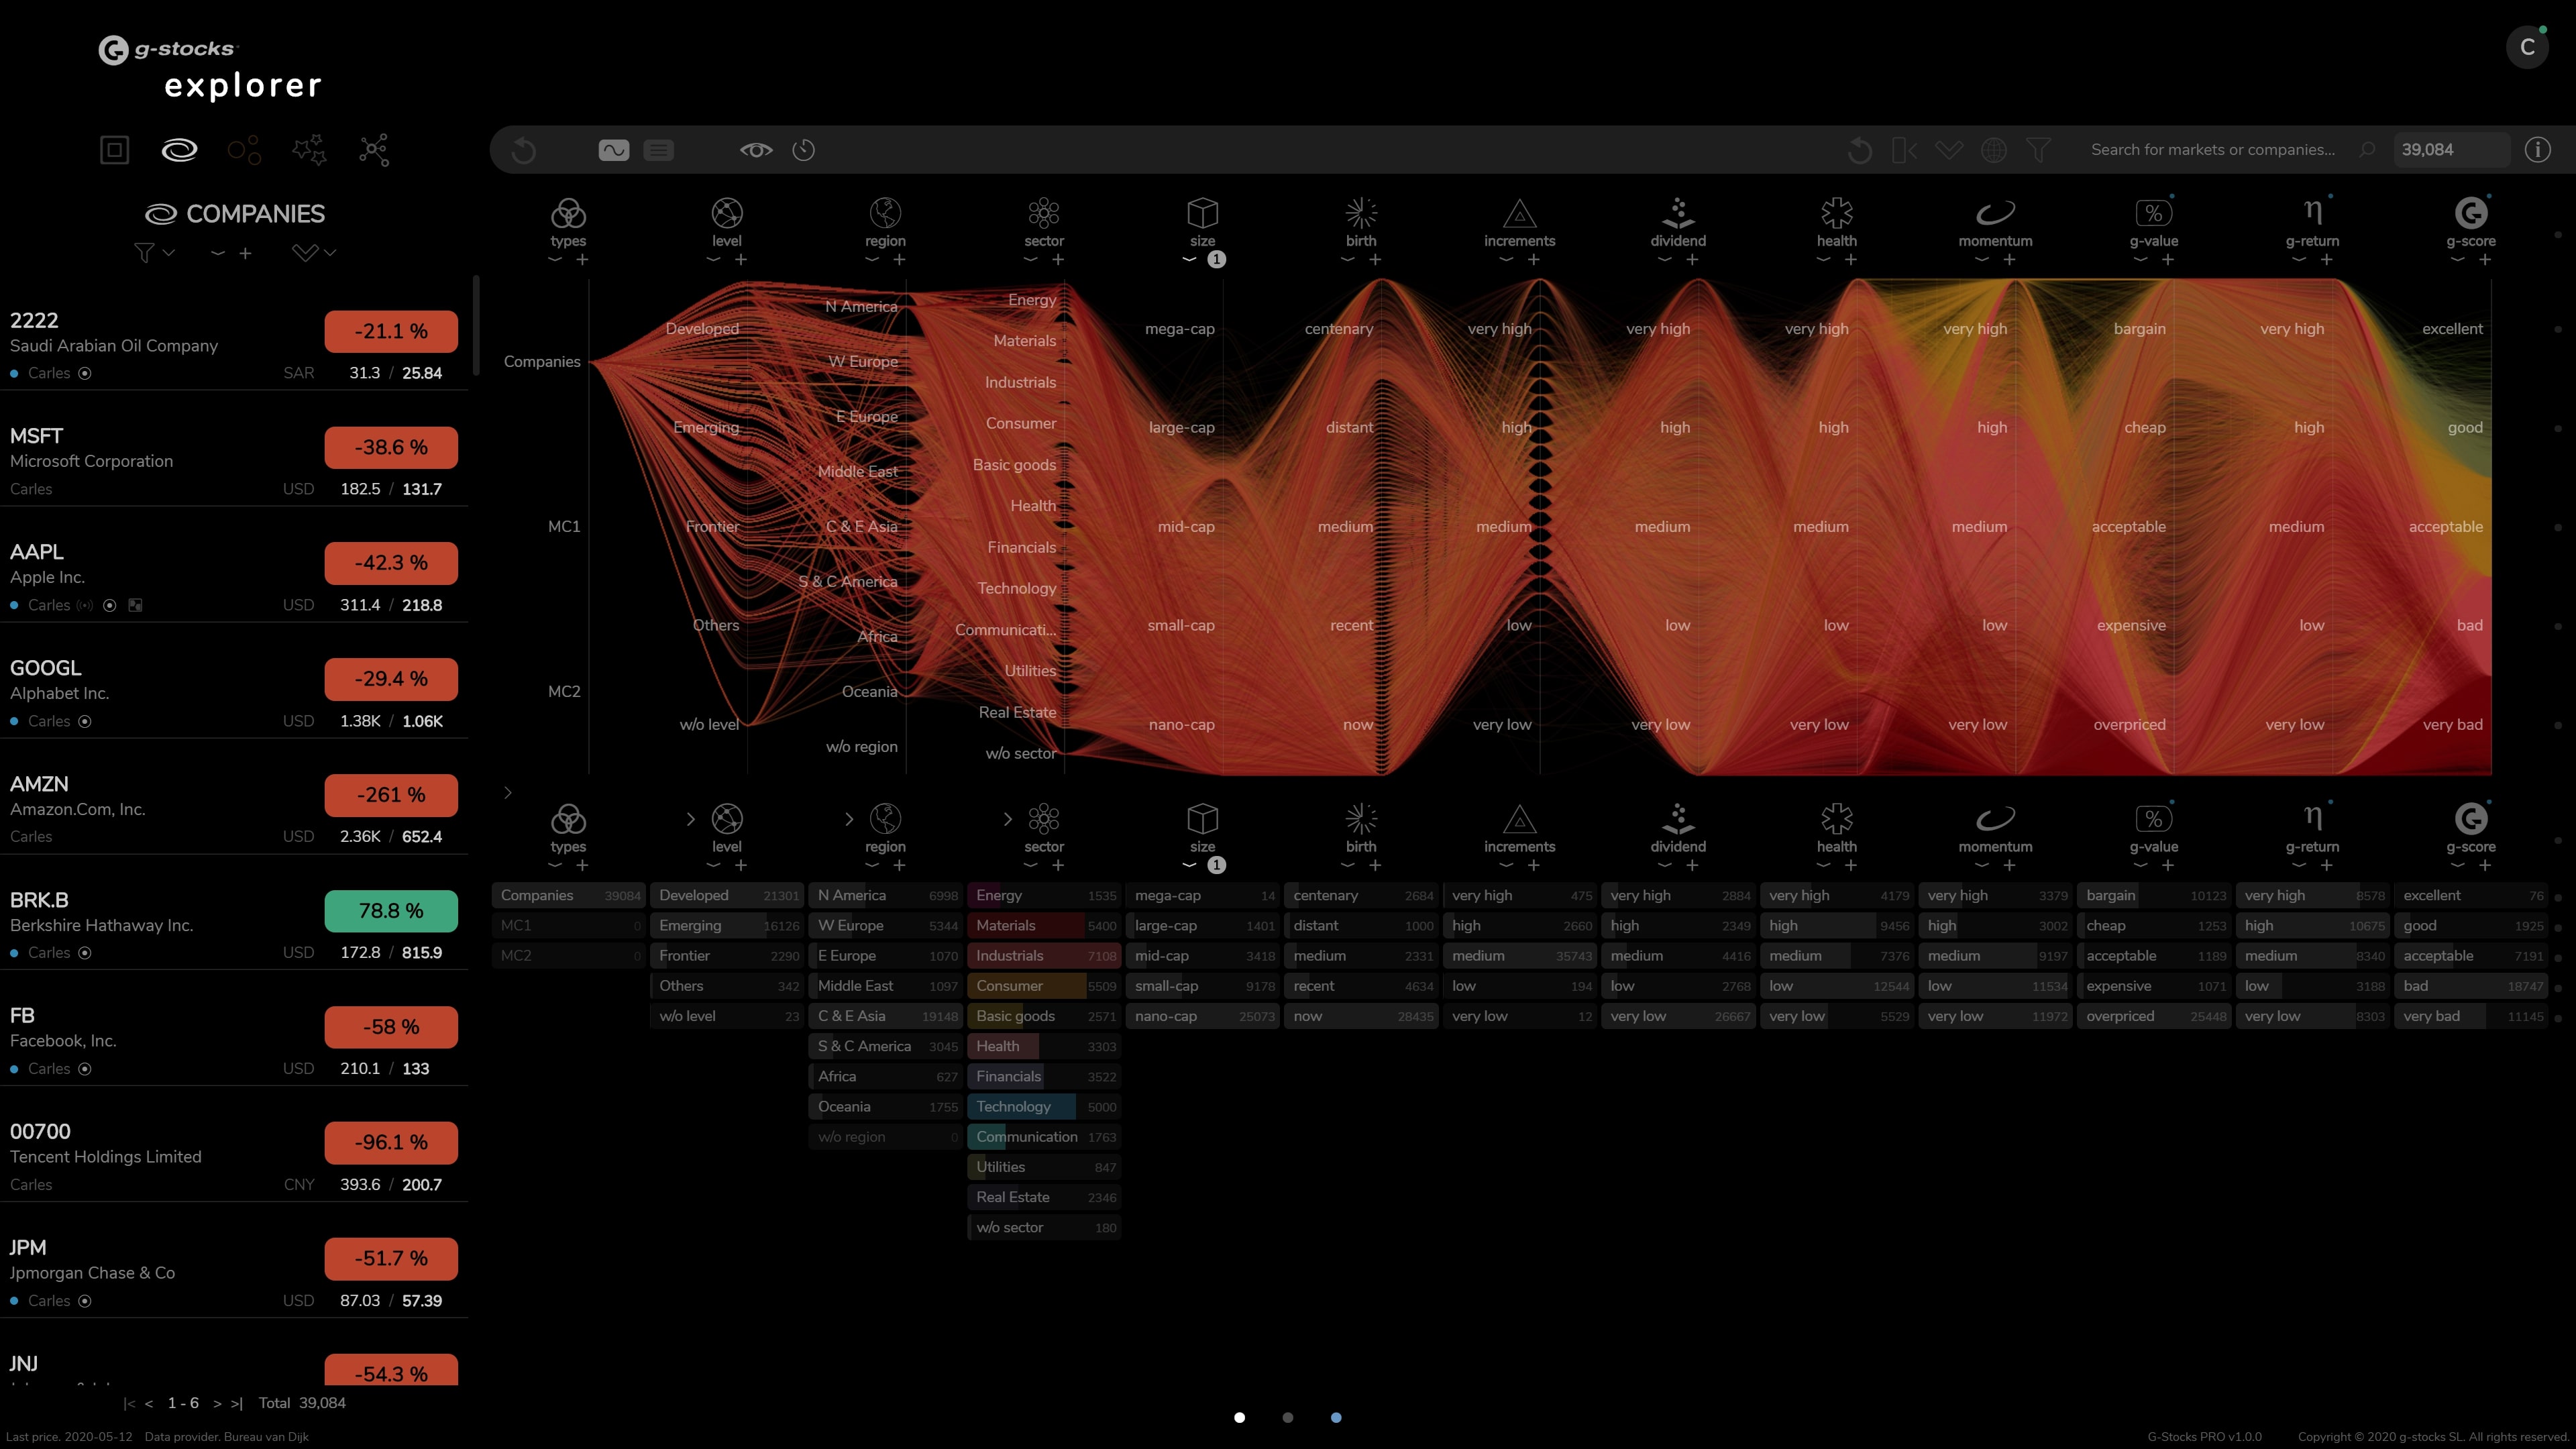 g-stocks
explorer
C
Search for markets or companies...
39,084
COMPANIES
types level region sector size birth increments dividend health momentum g-value g-return g-score
1
2222
Saudi Arabian Oil Company
-21.1 %
Carles SAR 31.3 / 25.84
MSFT
Microsoft Corporation
-38.6 %
Carles USD 182.5 / 131.7
AAPL
Apple Inc.
-42.3 %
Carles USD 311.4 / 218.8
GOOGL
Alphabet Inc.
-29.4 %
Carles USD 1.38K / 1.06K
AMZN
Amazon.Com, Inc.
-261 %
Carles USD 2.36K / 652.4
BRK.B
Berkshire Hathaway Inc.
78.8 %
Carles USD 172.8 / 815.9
FB
Facebook, Inc.
-58 %
Carles USD 210.1 / 133
00700
Tencent Holdings Limited
-96.1 %
Carles CNY 393.6 / 200.7
JPM
Jpmorgan Chase & Co
-51.7 %
Carles USD 87.03 / 57.39
JNJ
-54.3 %
1 - 6 Total 39,084
Companies
MC1
MC2
Developed
Emerging
Frontier
Others
w/o level
N America
W Europe
E Europe
Middle East
C & E Asia
S & C America
Africa
Oceania
w/o region
Energy
Materials
Industrials
Consumer
Basic goods
Health
Financials
Technology
Communicati...
Utilities
Real Estate
w/o sector
mega-cap
large-cap
mid-cap
small-cap
nano-cap
centenary
distant
medium
recent
now
very high
high
medium
low
very low
very high
high
medium
low
very low
very high
high
medium
low
very low
very high
high
medium
low
very low
bargain
cheap
acceptable
expensive
overpriced
very high
high
medium
low
very low
excellent
good
acceptable
bad
very bad
types level region sector size birth increments dividend health momentum g-value g-return g-score
1
Companies 39084 Developed 21301 N America 6998 Energy 1535 mega-cap 14 centenary 2684 very high 475 very high 2884 very high 4179 very high 3379 bargain 10123 very high 8578 excellent 76
MC1 0 Emerging 16126 W Europe 5344 Materials 5400 large-cap 1401 distant 1000 high 2660 high 2349 high 9456 high 3002 cheap 1253 high 10675 good 1925
MC2 0 Frontier 2290 E Europe 1070 Industrials 7108 mid-cap 3418 medium 2331 medium 35743 medium 4416 medium 7376 medium 9197 acceptable 1189 medium 8340 acceptable 7191
Others 342 Middle East 1097 Consumer 5509 small-cap 9178 recent 4634 low 194 low 2768 low 12544 low 11534 expensive 1071 low 3188 bad 18747
w/o level 23 C & E Asia 19148 Basic goods 2571 nano-cap 25073 now 28435 very low 12 very low 26667 very low 5529 very low 11972 overpriced 25448 very low 8303 very bad 11145
S & C America 3045 Health 3303
Africa 627 Financials 3522
Oceania 1755 Technology 5000
w/o region 0 Communication 1763
Utilities 847
Real Estate 2346
w/o sector 180
Last price. 2020-05-12 Data provider. Bureau van Dijk
G-Stocks PRO v1.0.0 Copyright © 2020 g-stocks SL. All rights reserved.